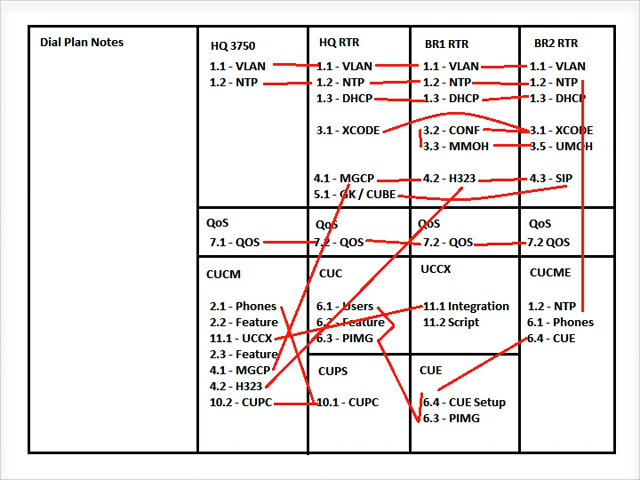 Dial Plan Notes
HQ 3750
1.1 - VLAN
1.2 - NTP
HQ RTR
1.1 - VLAN
1.2 - NTP
1.3 - DHCP
3.1 - XCODE
4.1 - MGCP
5.1 - GK / CUBE
BR1 RTR
1.1 - VLAN
1.2 - NTP
1.3 - DHCP
3.2 - CONF
3.3 - MMOH
4.2 - H323
BR2 RTR
1.1 - VLAN
1.2 - NTP
1.3 - DHCP
3.1 - XCODE
3.5 - UMOH
4.3 - SIP
QoS
7.1 - QOS
QoS
7.2 - QOS
QoS
7.2 - QOS
QoS
7.2 QOS
CUCM
2.1 - Phones
2.2 - Feature
11.1 - UCCX
2.3 - Feature
4.1 - MGCP
4.2 - H323
10.2 - CUPC
CUC
6.1 - Users
6.2 - Feature
6.3 - PIMG
UCCX
11.1 Integration
11.2 Script
CUCME
1.2 - NTP
6.1 - Phones
6.4 - CUE
CUPS
10.1 - CUPC
CUE
6.4 - CUE Setup
6.3 - PIMG